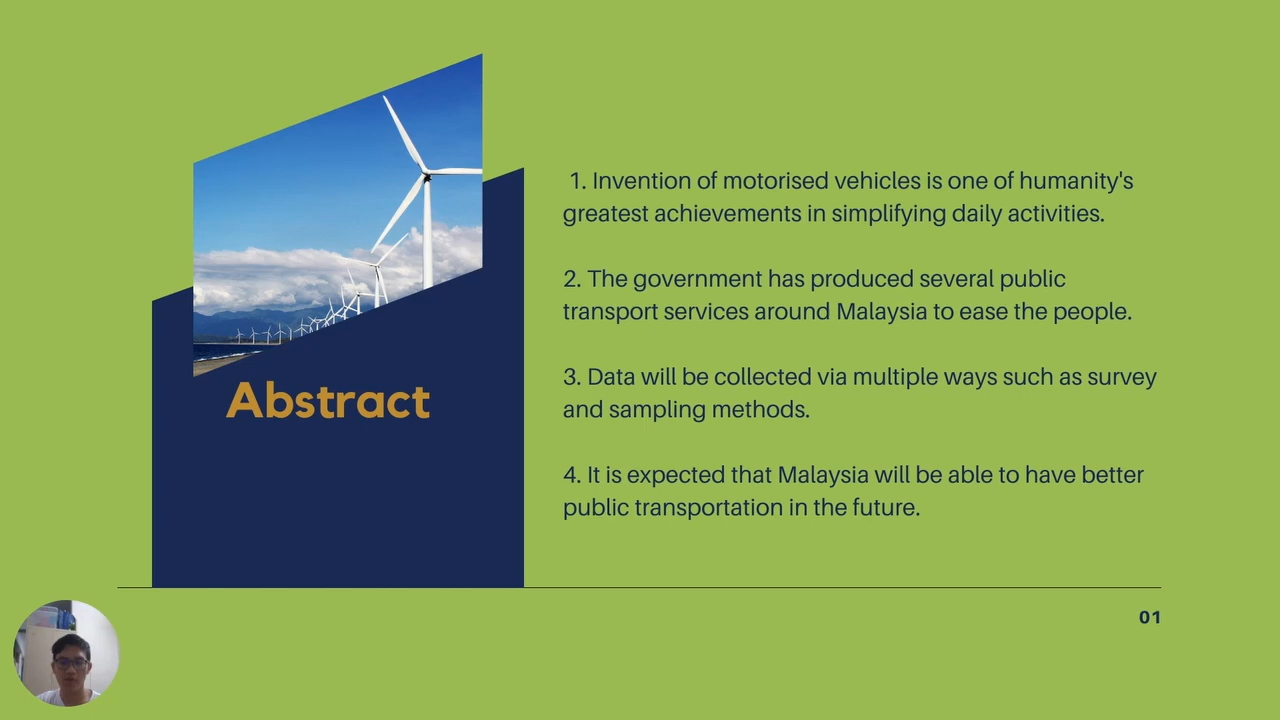 Abstract
1. Invention of motorised vehicles is one of humanity's
greatest achievements in simplifying daily activities.
2. The government has produced several public
transport services around Malaysia to ease the people.
3. Data will be collected via multiple ways such as survey
and sampling methods.
4. It is expected that Malaysia will be able to have better
public transportation in the future.
01